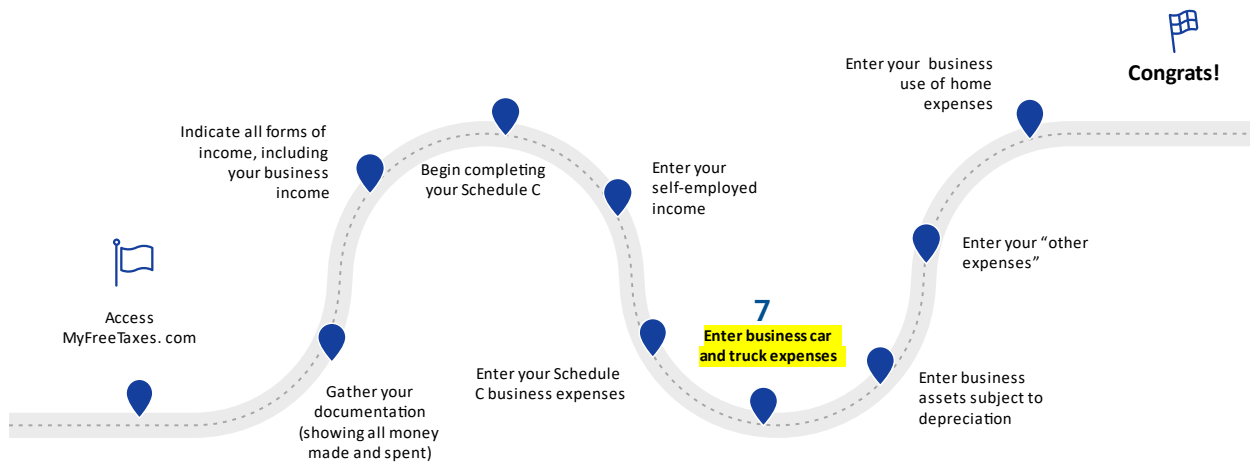 Access
MyFreeTaxes. com
Gather your
documentation
(showing all money
made and spent)
Indicate all forms of
income, including
your business
income
Begin completing
your Schedule C
Enter your
self-employed
income
Enter your Schedule
C business expenses
7
Enter business car
and truck expenses
Enter business
assets subject to
depreciation
Enter your “other
expenses”
Enter your business
use of home
expenses
Congrats!